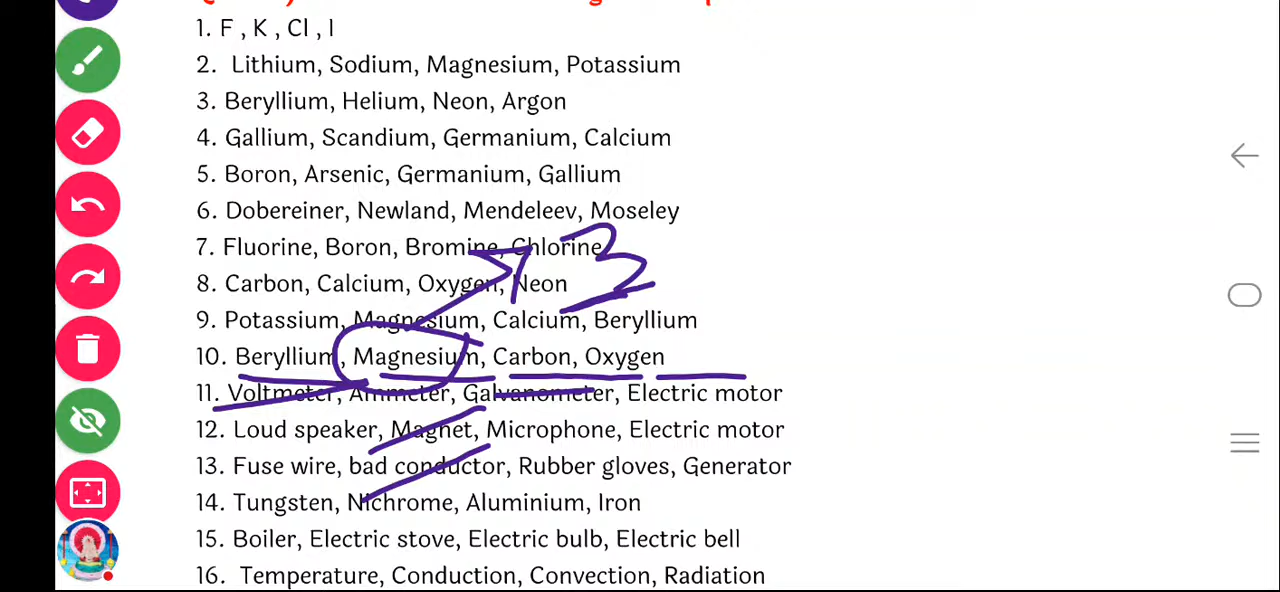 1. F , K , Cl , I
2. Lithium, Sodium, Magnesium, Potassium
3. Beryllium, Helium, Neon, Argon
4. Gallium, Scandium, Germanium, Calcium
5. Boron, Arsenic, Germanium, Gallium
6. Dobereiner, Newland, Mendeleev, Moseley
7. Fluorine, Boron, Bromine, Chlorine
3
8. Carbon, Calcium, Oxygen, Neon
9. Potassium, Magnesium, Calcium, Beryllium
10. Beryllium, Magnesium, Carbon, Oxygen
11. Voltmeter, Ammeter, Galvanometer, Electric motor
12. Loud speaker, Magnet, Microphone, Electric motor
13. Fuse wire, bad conductor, Rubber gloves, Generator
14. Tungsten, Nichrome, Aluminium, Iron
15. Boiler, Electric stove, Electric bulb, Electric bell
16. Temperature, Conduction, Convection, Radiation